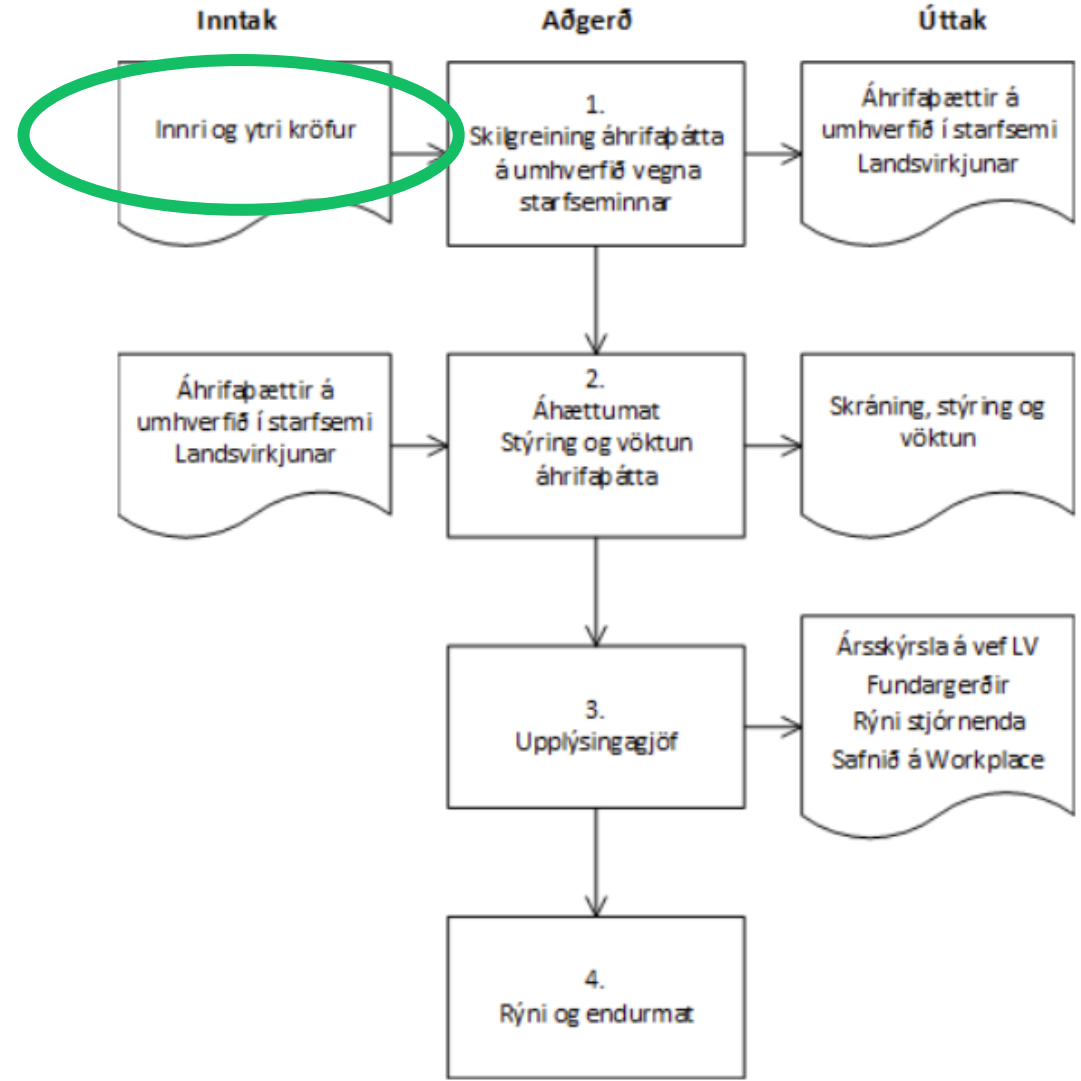 Inntak
Aðgerð
Úttak
Innri og ytri kröfur
1.
Skilgreining áhrifaþátta
á umhverfið vegna
starfseminnar
Áhrifaþættir á
umhverfið í starfsemi
Landsvirkjunar
Áhrifaþættir á
umhverfið í starfsemi
Landsvirkjunar
2.
Áhættumat
Stýring og vöktun
áhrifaþátta
Skráning, stýring og
vöktun
3.
Upplýsingagjöf
Ársskýrsla á vef LV
Fundargerðir
Rýni stjórnenda
Safnið á Workplace
4.
Rýni og endurmat